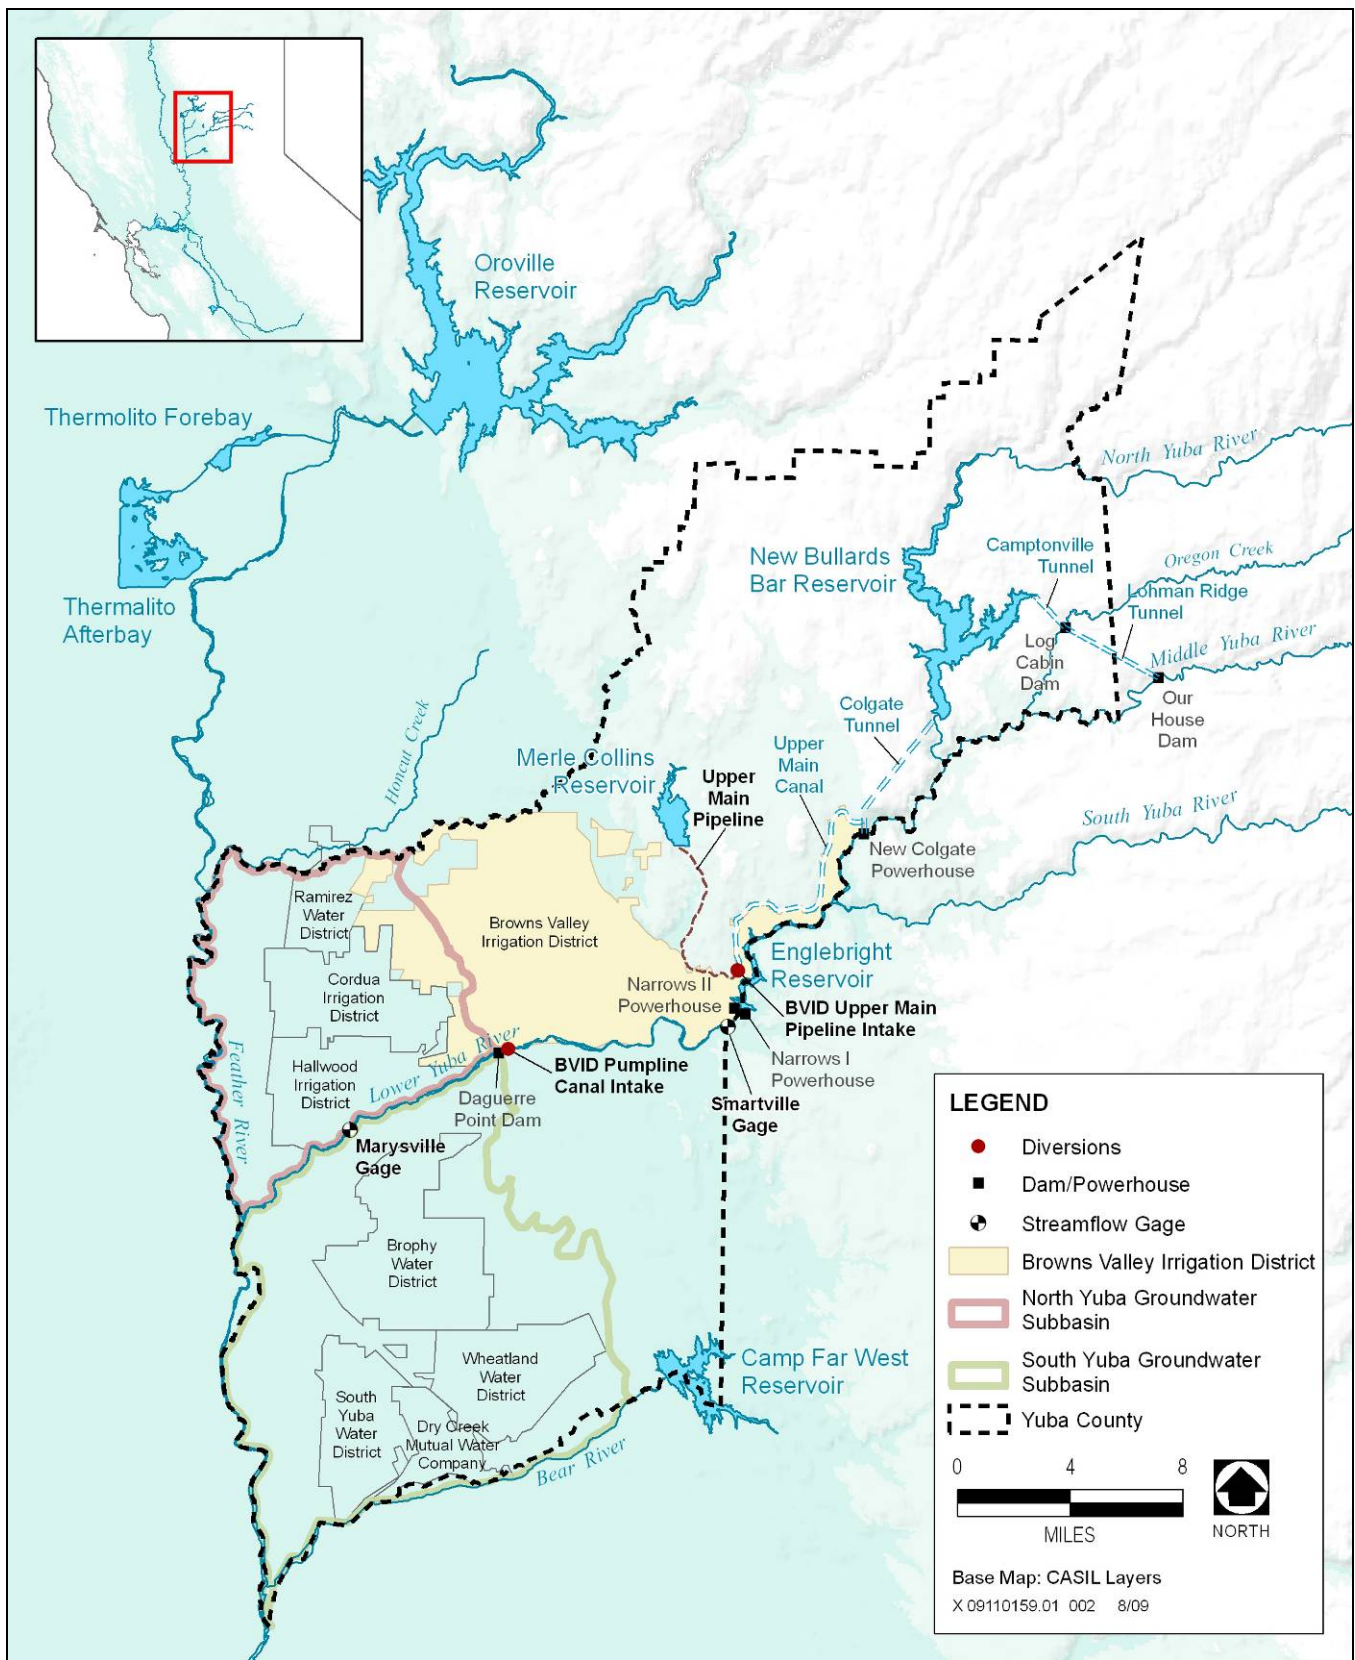 Oroville
Reservoir
Thermolito Forebay
Thermalito
Afterbay
North Yuba River
New Bullards
Bar Reservoir
Camptonville
Tunnel
Oregon Creek
Lohman Ridge
Tunnel
Middle Yuba River
Log
Cabin
Dam
Our
House
Dam
Colgate
Tunnel
Upper
Main
Canal
Honcut Creek
Merle Collins
Reservoir
Upper
Main
Pipeline
South Yuba River
New Colgate
Powerhouse
Ramirez
Water
District
Browns Valley
Irrigation District
Englebright
Reservoir
Cordua
Irrigation
District
Narrows II
Powerhouse
BVID Upper Main
Pipeline Intake
Feather River
Hallwood
Irrigation
District
Lower Yuba River
BVID Pumpline
Canal Intake
Narrows I
Powerhouse
Daguerre
Point Dam
Smartville
Gage
Marysville
Gage
Brophy
Water
District
Wheatland
Water
District
Camp Far West
Reservoir
South
Yuba
Water
District
Dry Creek
Mutual Water
Company
Bear River
LEGEND
Diversions
Dam/Powerhouse
Streamflow Gage
Browns Valley Irrigation District
North Yuba Groundwater
Subbasin
South Yuba Groundwater
Subbasin
Yuba County
0 4 8
MILES
NORTH
Base Map: CASIL Layers
X 09110159.01 002 8/09